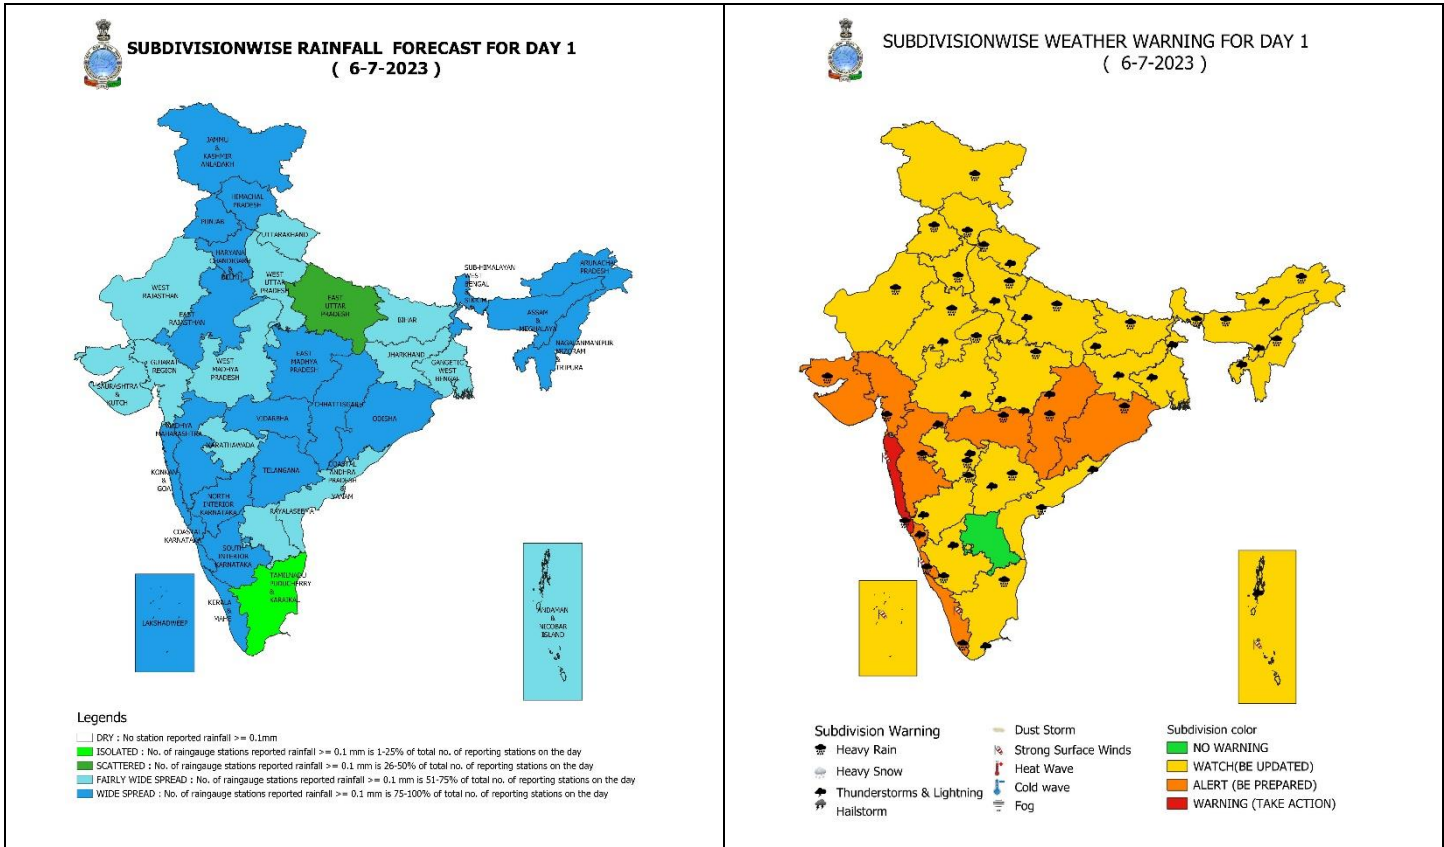 SUBDIVISIONWISE RAINFALL FORECAST FOR DAY 1
( 6-7-2023 )
JAMMU
&
KASHMIR
ANLADAKH
HIMACHAL
PRADESH
PUNJAB
UTTARAKHAND
HARYANA
CHANDIGARH
&
DELHI
WEST
UTTAR
PRADESH
WEST
RAJASTHAN
EAST
RAJASTHAN
EAST
UTTAR
PRADESH
SUB-HIMALAYAN
WEST
BENGAL
&
ARUNACHAL
PRADESH
ASSAM
&
MEGHALAYA
NAGALANMANIPUR
MIZORAM
&
TRIPURA
BIHAR
JHARKHAND
GANGETIC
WEST
BENGAL
GUJARAT
REGION
WEST
MADHYA
PRADESH
EAST
MADHYA
PRADESH
SAURASHTRA
&
KUTCH
CHHATTISGARH
ODISHA
VIDARBHA
MADHYA
MAHARASHTRA
MARATHAWADA
TELANGANA
COASTAL
ANDHRA
PRADESH
&
YANAM
KONKAN
&
GOA
NORTH
INTERIOR
KARNATAKA
RAYALASEEMA
COASTAL
KARNATAKA
SOUTH
INTERIOR
KARNATAKA
TAMILNADU
PUDUCHERRY
&
KARAIKAL
KERALA
&
MAHE
LAKSHADWEEP
ANDAMAN
&
NICOBAR
ISLAND
Legends
DRY : No station reported rainfall >= 0.1mm
ISOLATED : No. of raingauge stations reported rainfall >= 0.1 mm is 1-25% of total no. of reporting stations on the day
SCATTERED : No. of raingauge stations reported rainfall >= 0.1 mm is 26-50% of total no. of reporting stations on the day
FAIRLY WIDE SPREAD : No. of raingauge stations reported rainfall >= 0.1 mm is 51-75% of total no. of reporting stations on the day
WIDE SPREAD : No. of raingauge stations reported rainfall >= 0.1 mm is 75-100% of total no. of reporting stations on the day
SUBDIVISIONWISE WEATHER WARNING FOR DAY 1
( 6-7-2023 )
Subdivision Warning
Heavy Rain
Heavy Snow
Thunderstorms & Lightning
Hailstorm
Dust Storm
Strong Surface Winds
Heat Wave
Cold wave
Fog
Subdivision color
NO WARNING
WATCH(BE UPDATED)
ALERT (BE PREPARED)
WARNING (TAKE ACTION)